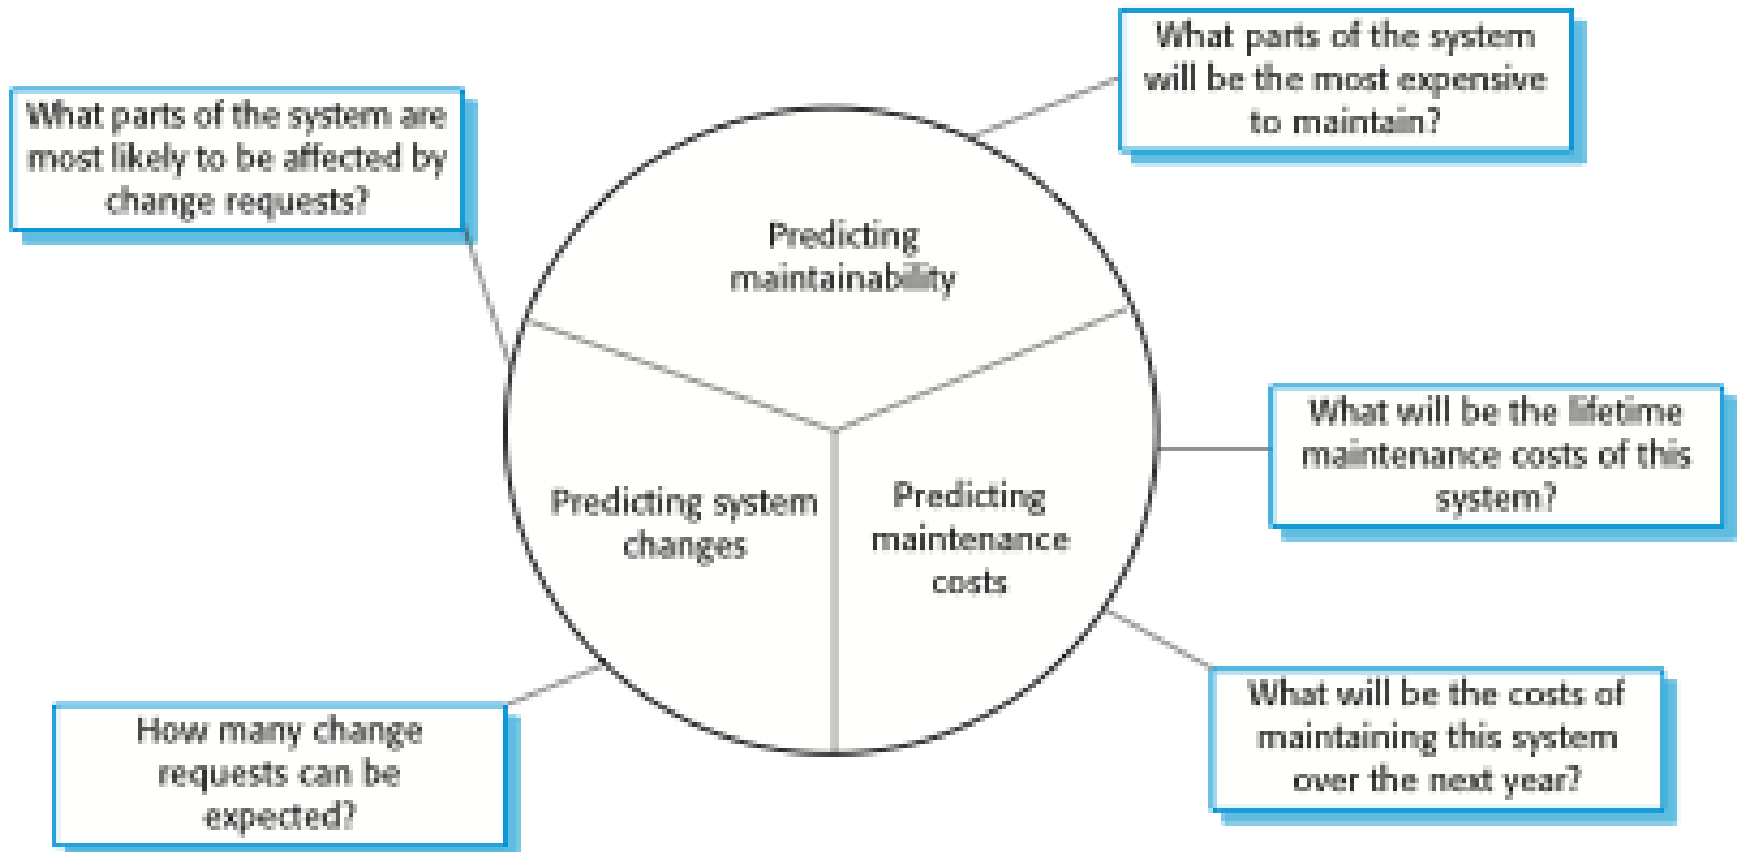 What parts of the system
will be the most expensive
to maintain?
What parts of the system are
most likely to be affected by
change requests?
Predicting
maintainability
What will be the lifetime
maintenance costs of this
system?
Predicting system
changes
Predicting
maintenance
costs
What will be the costs of
maintaining this system
over the next year?
How many change
requests can be
expected?